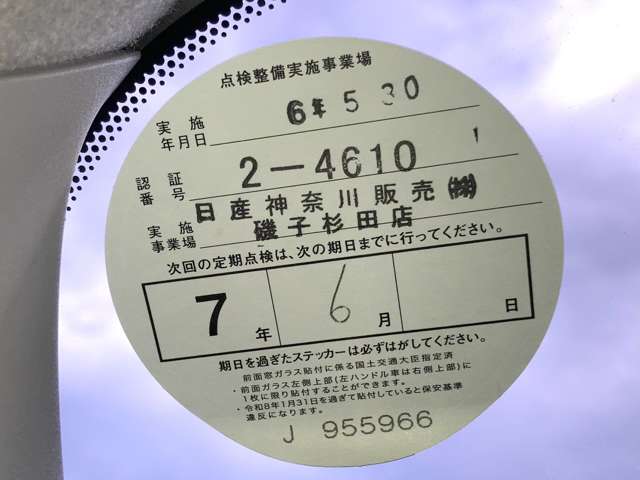 点検整備実施事業場
実施年月日 6年 5 30
認証番号 2-4610
実施事業場 日産神奈川販売㈱
磯子杉田店
次回の定期点検は、次の期日までに行ってください。
7年 6月 日
期日を過ぎたステッカーは必ずはがしてください。
前面窓ガラス貼付に係る国土交通大臣指定済
・前面ガラス左側上部(左ハンドル車は右側上部)に
1枚に限り貼付することができます。
・令和8年1月31日を過ぎて貼付していると保安基準
違反になります。
J 955966